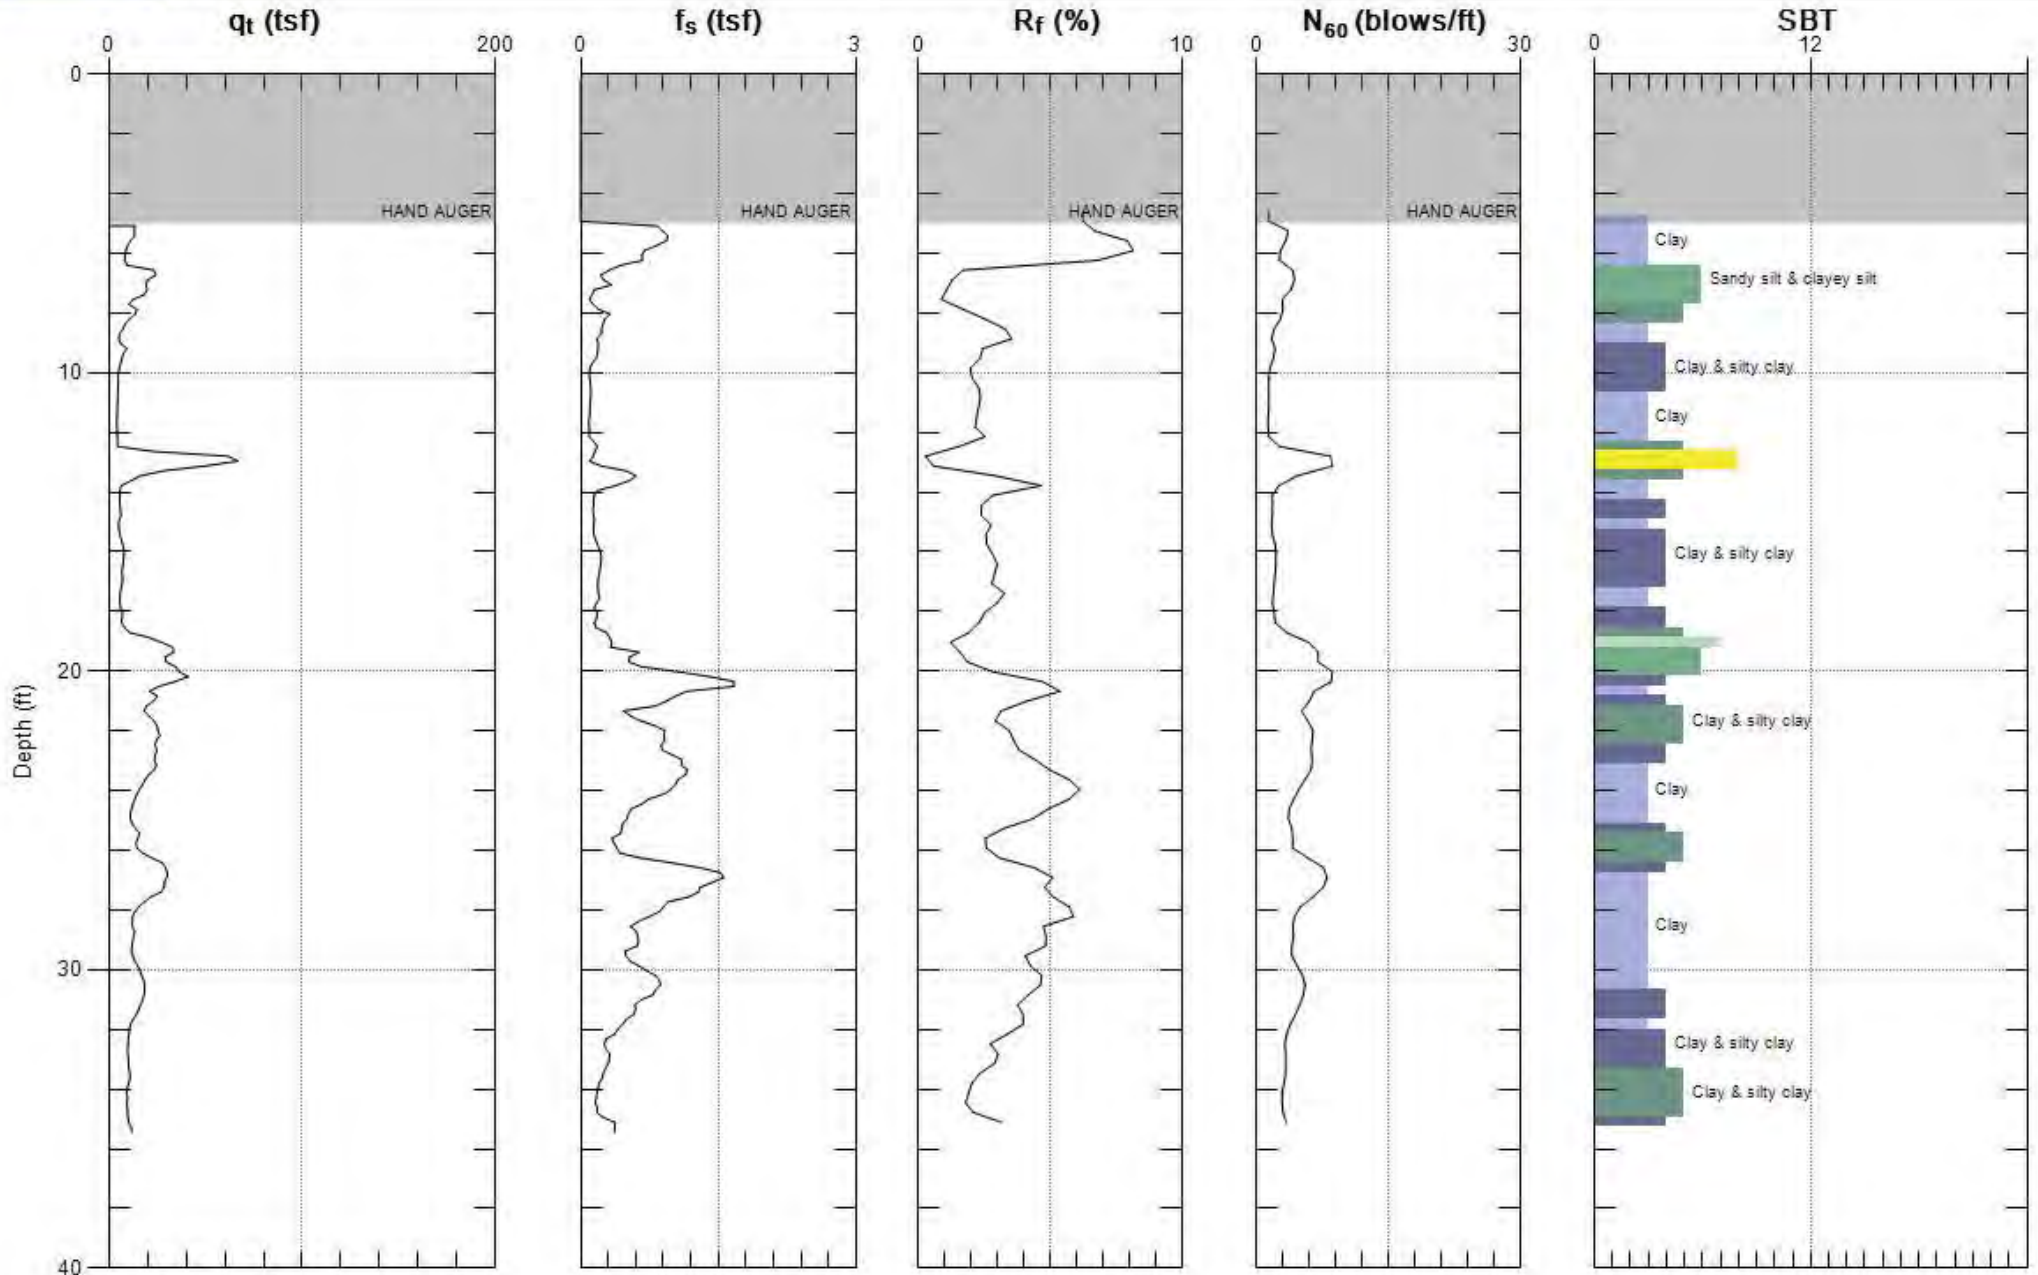 qt (tsf) fs (tsf) Rf (%) N60 (blows/ft) SBT
0 200 0 3 0 10 0 30 0 12
0
HAND AUGER HAND AUGER HAND AUGER HAND AUGER
Clay
Sandy silt & clayey silt
Clay & silty clay
10
Clay
Clay & silty clay
20
Clay & silty clay
Depth (ft)
Clay
Clay
30
Clay & silty clay
Clay & silty clay
40